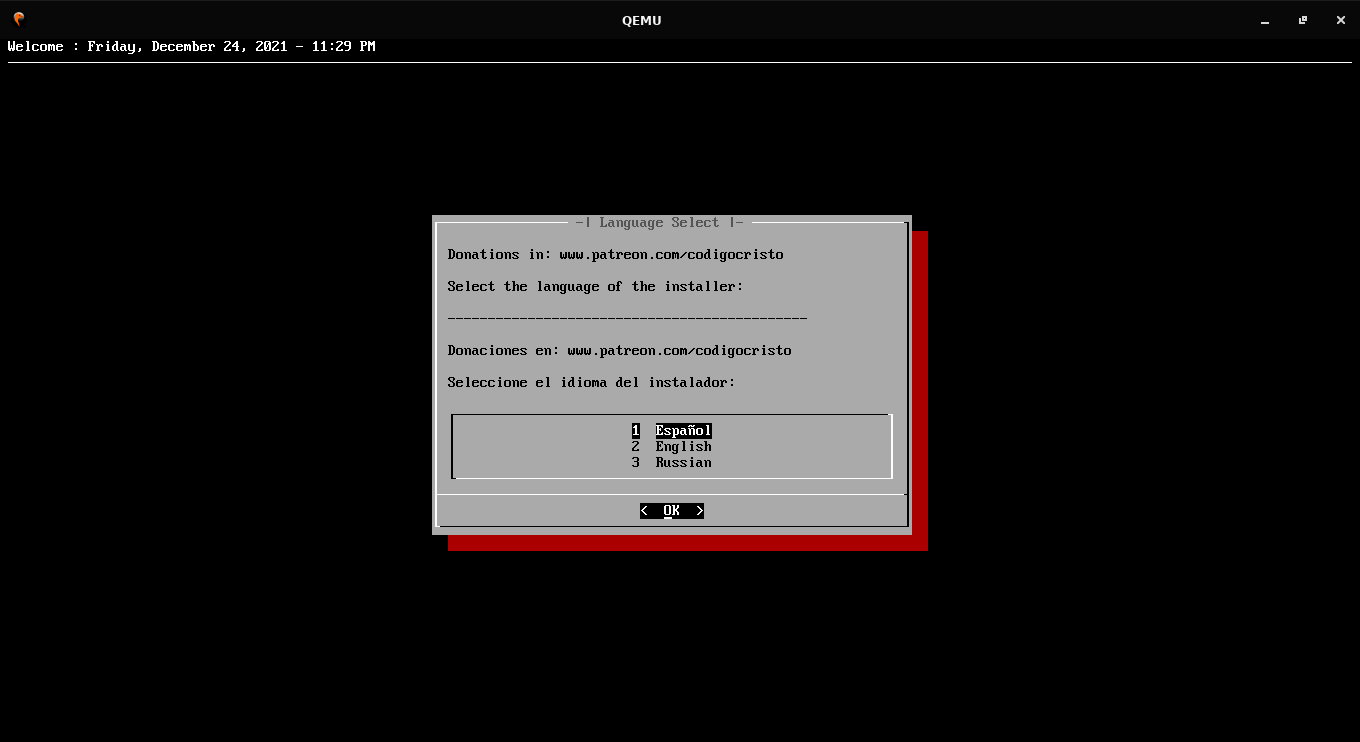 QEMU
Welcome : Friday, December 24, 2021 - 11:29 PM
-| Language Select |-
Donations in: www.patreon.com/codigocristo
Select the language of the installer:
---------------------------------------------
Donaciones en: www.patreon.com/codigocristo
Seleccione el idioma del instalador:
1 Español
2 English
3 Russian
< OK >